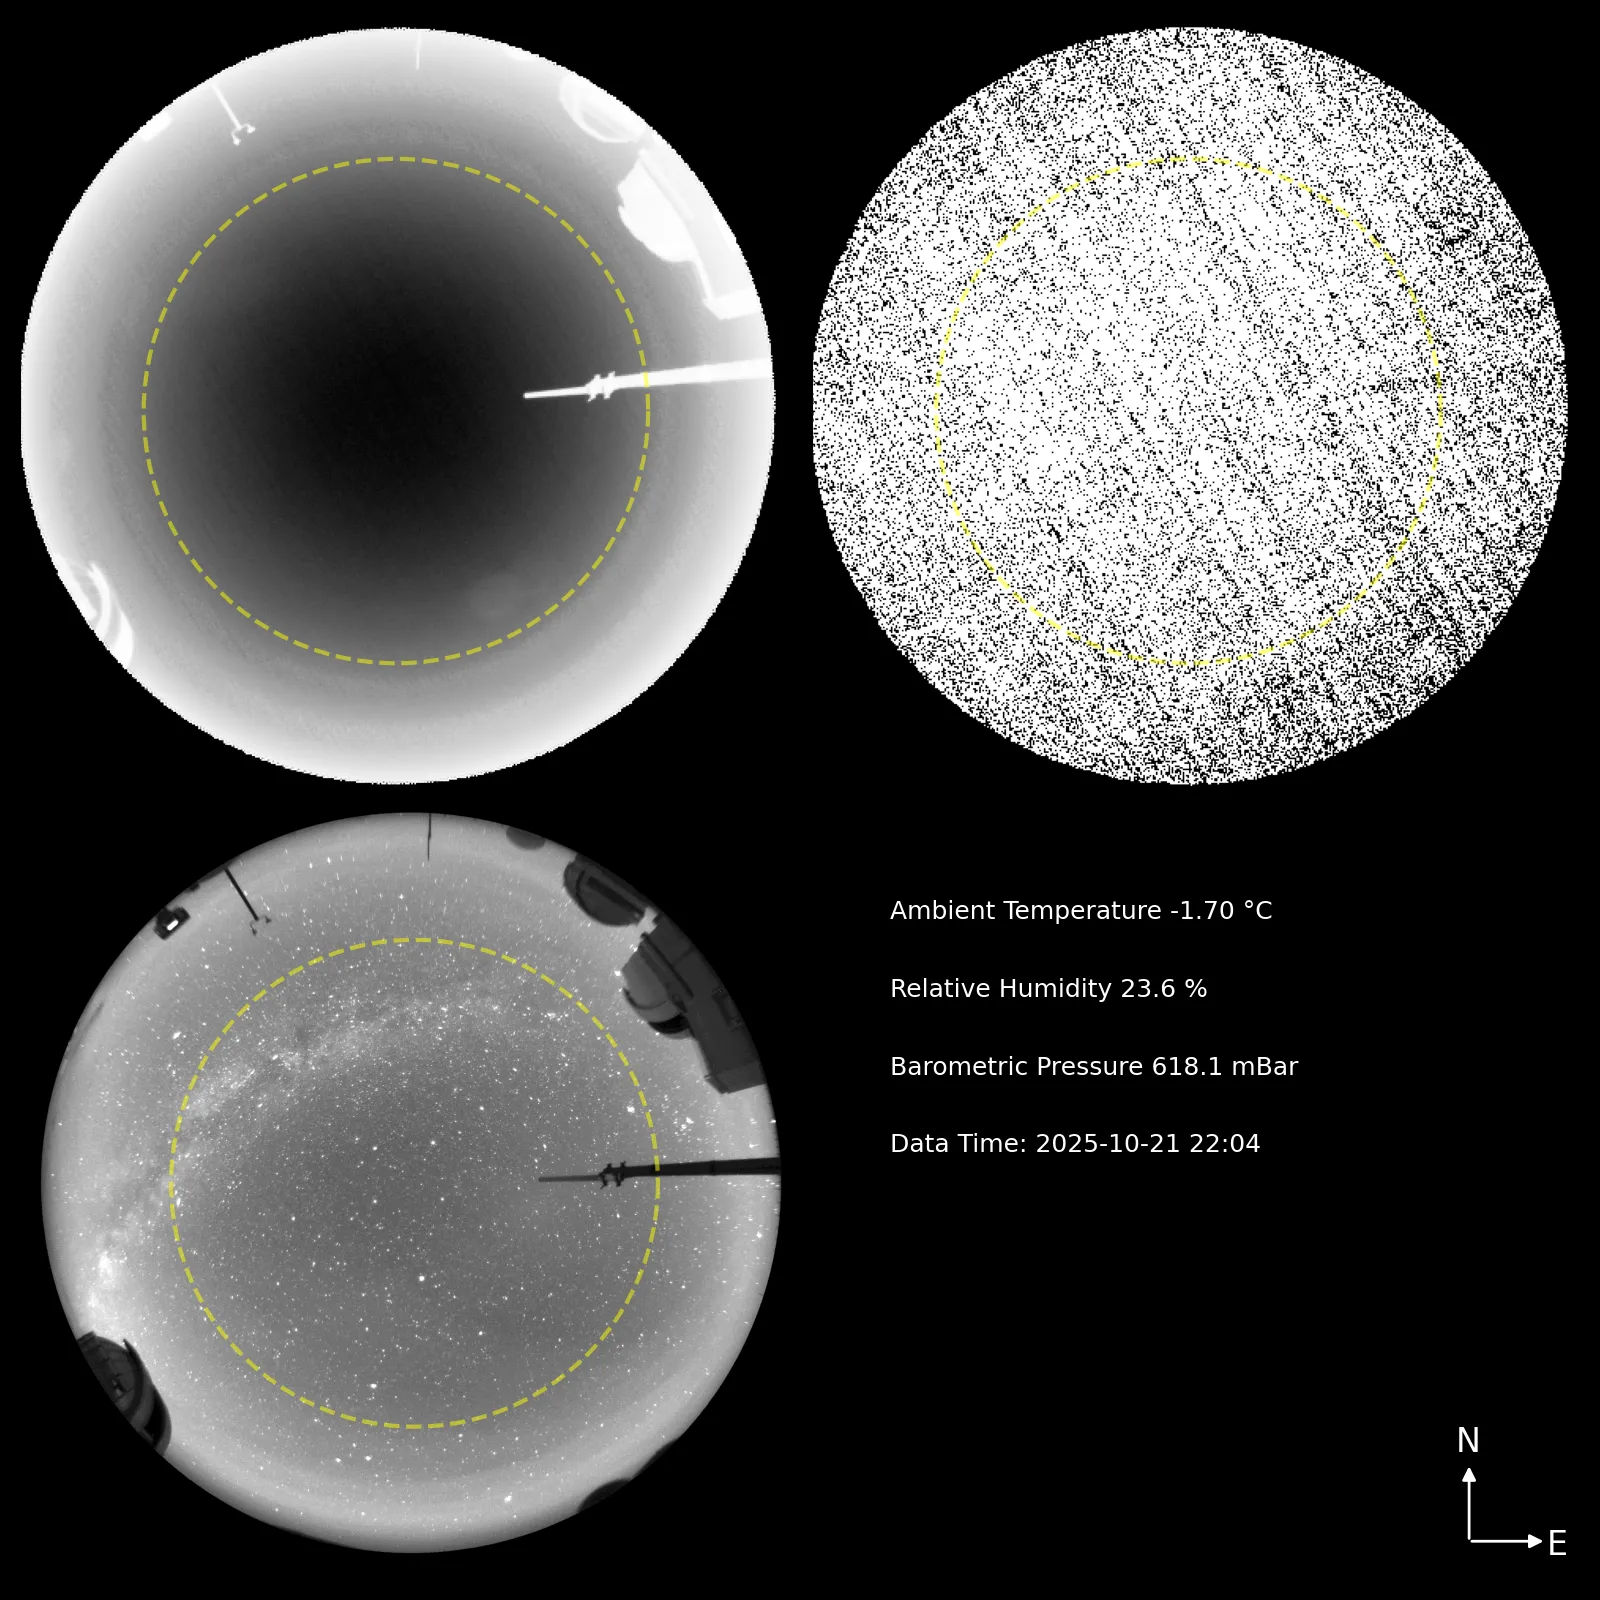 Ambient Temperature -1.70 °C
Relative Humidity 23.6 %
Barometric Pressure 618.1 mBar
Data Time: 2025-10-21 22:04
N
E